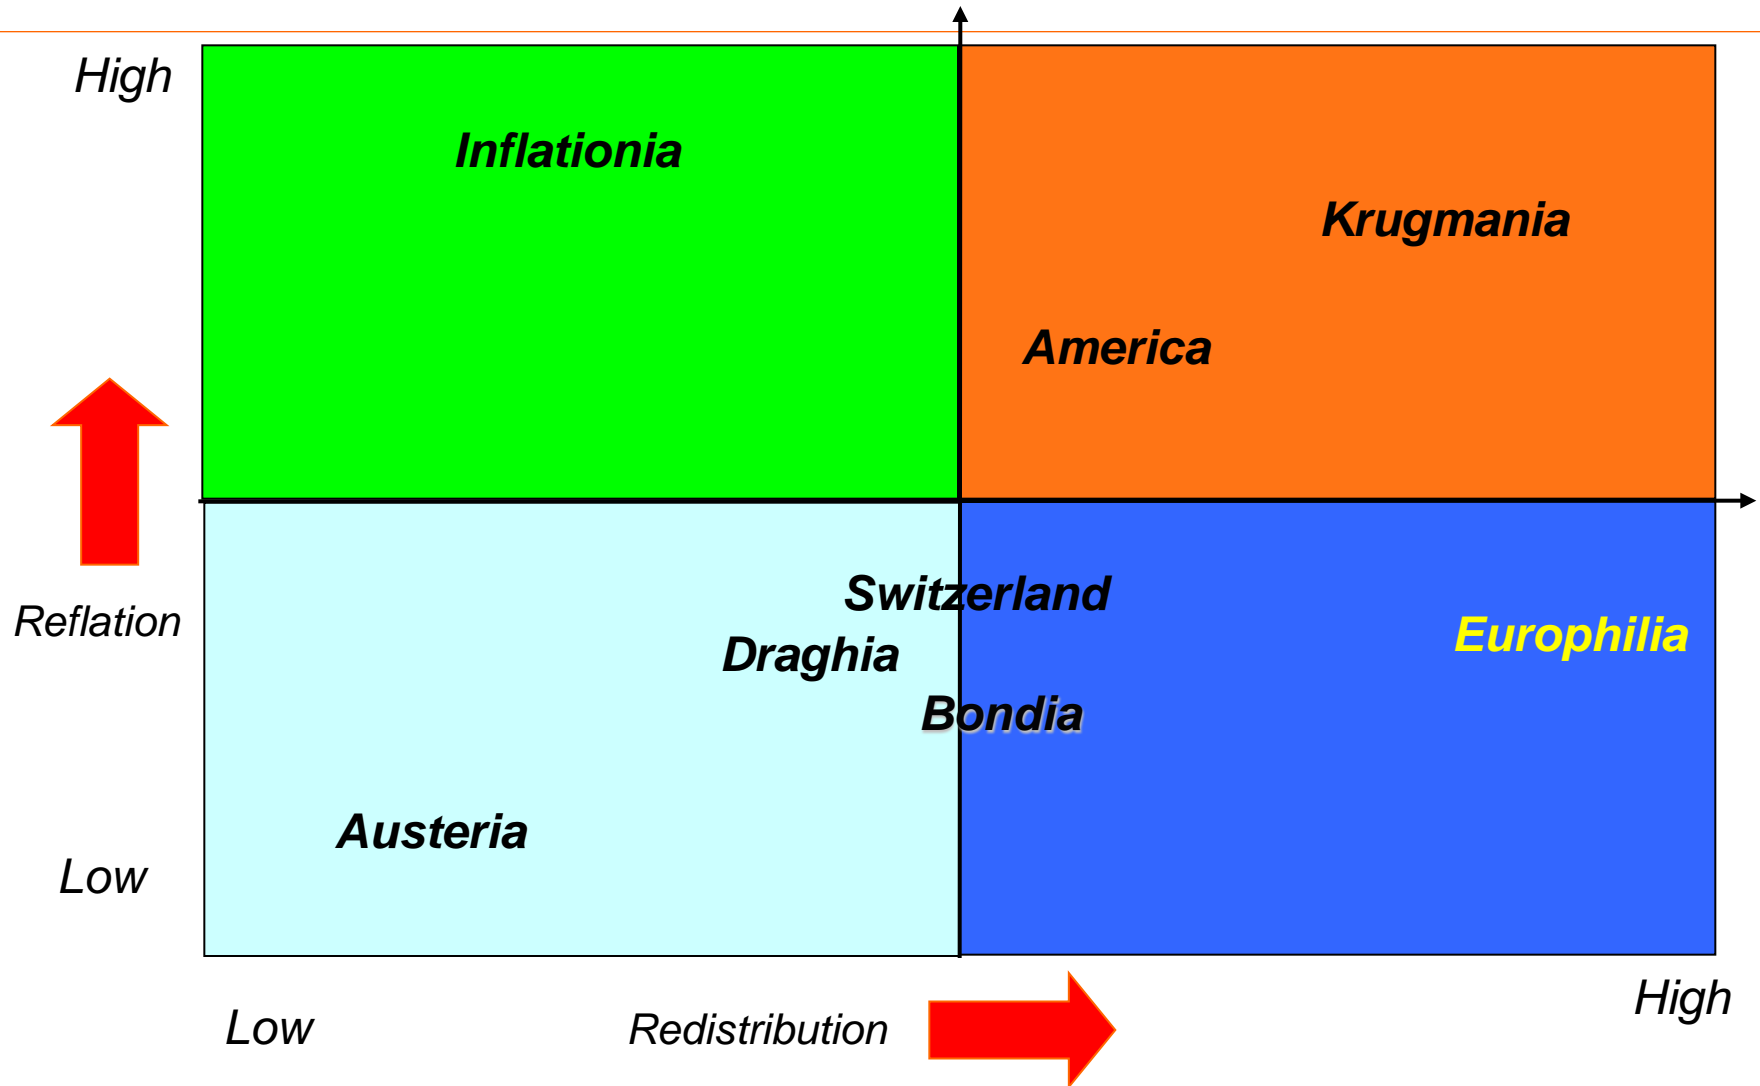 High
Inflationia
Krugmania
America
Switzerland
Reflation
Europhilia
Draghia
Bondia
Austeria
Low
High
Low
Redistribution